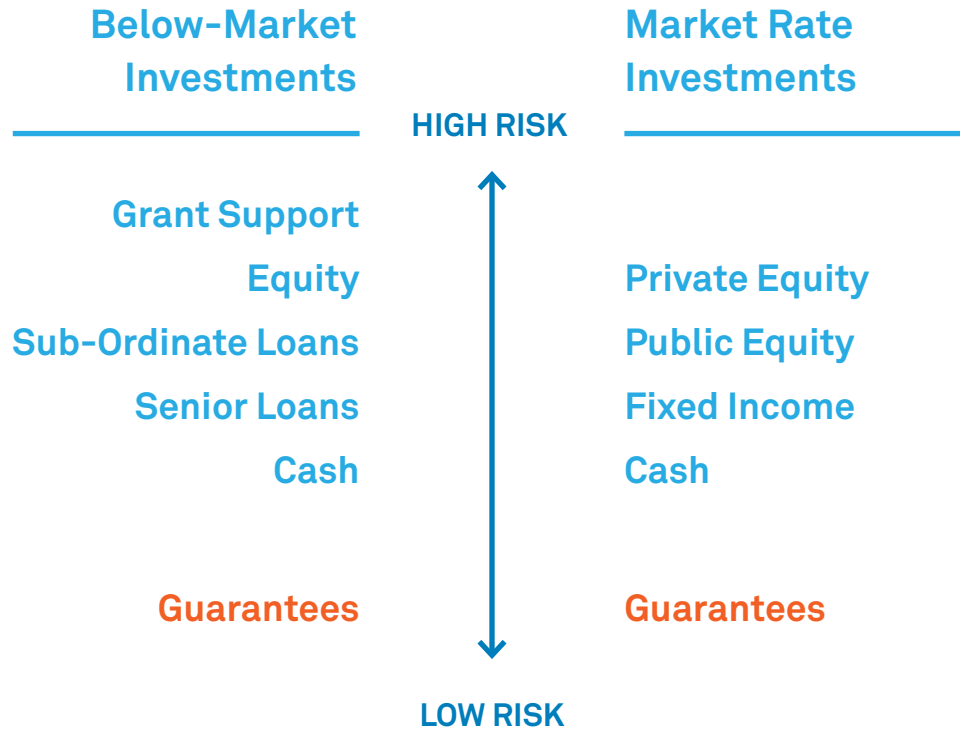 Below-Market
Investments
Market Rate
Investments
HIGH RISK
Grant Support
Equity
Private Equity
Sub-Ordinate Loans
Public Equity
Senior Loans
Fixed Income
Cash
Cash
Guarantees
Guarantees
LOW RISK